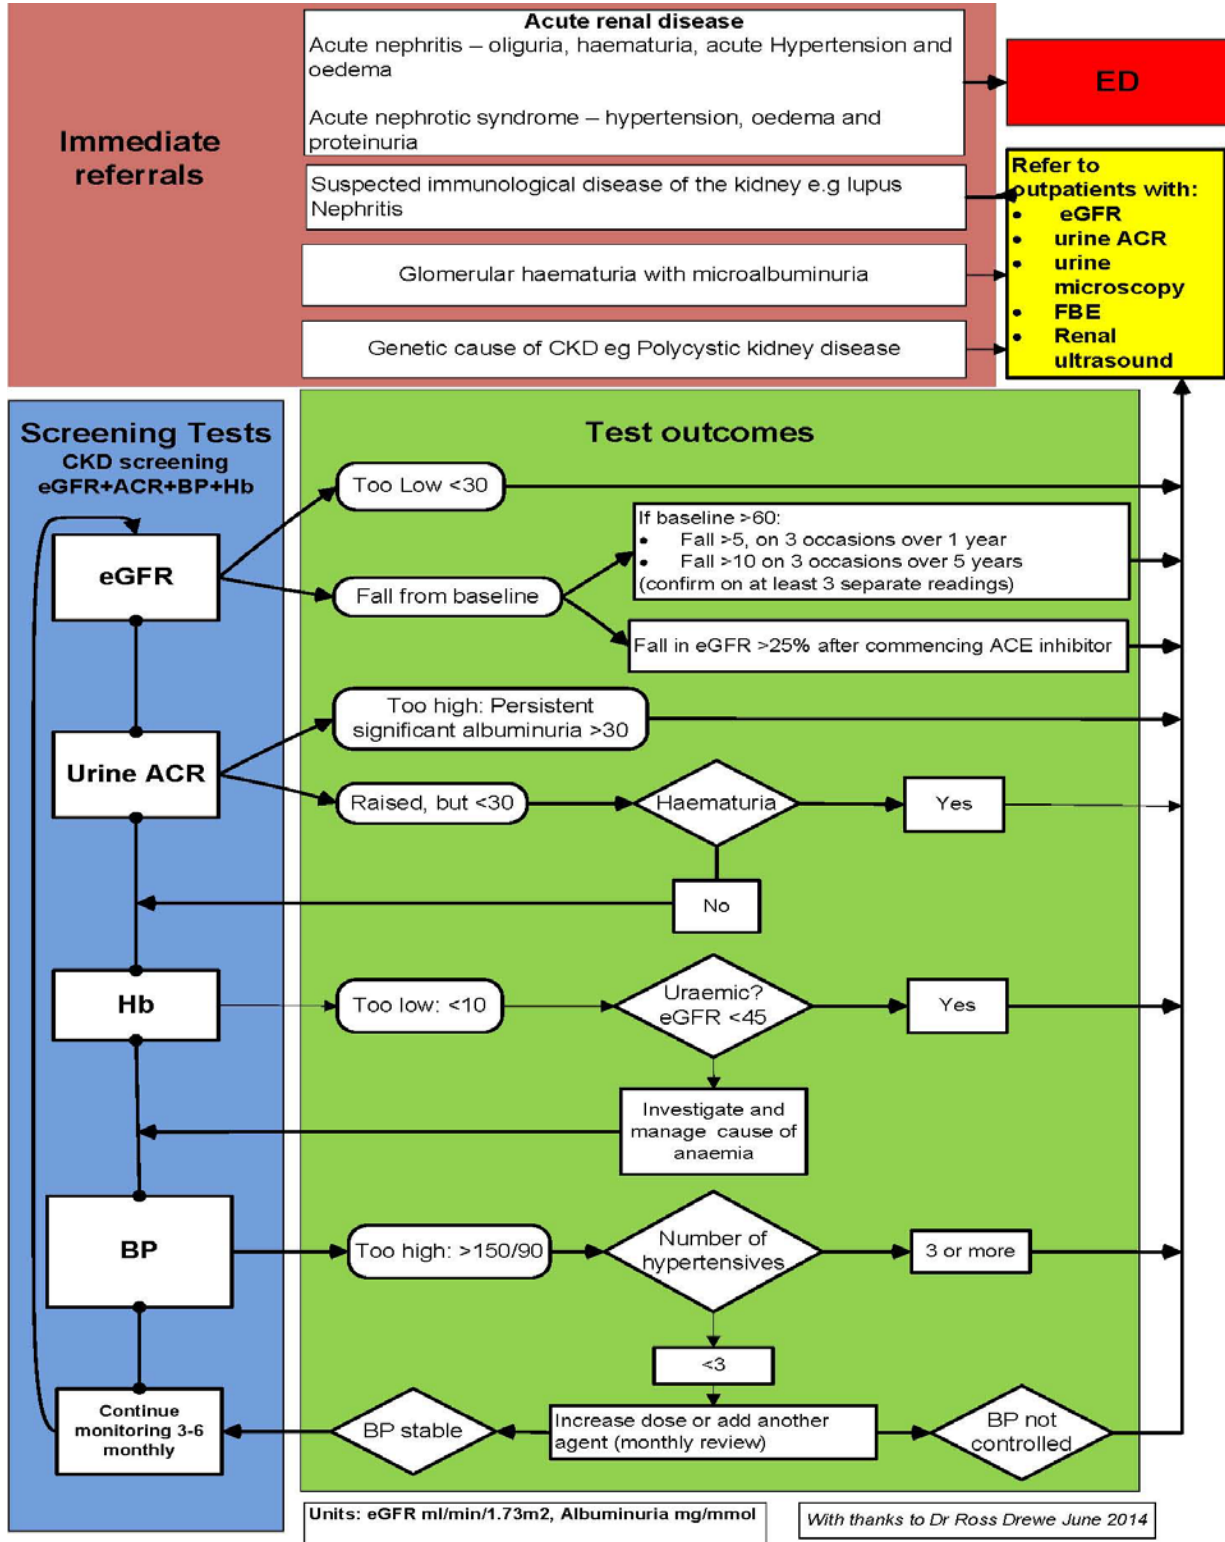 Immediate
referrals
Acute renal disease
Acute nephritis – oliguria, haematuria, acute Hypertension and
oedema
Acute nephrotic syndrome – hypertension, oedema and
proteinuria
ED
Suspected immunological disease of the kidney e.g lupus
Nephritis
Glomerular haematuria with microalbuminuria
Genetic cause of CKD eg Polycystic kidney disease
Refer to
outpatients with:
• eGFR
• urine ACR
• urine
microscopy
• FBE
• Renal
ultrasound
Screening Tests
CKD screening
eGFR+ACR+BP+Hb
Test outcomes
eGFR
Too Low <30
Fall from baseline
If baseline >60:
• Fall >5, on 3 occasions over 1 year
• Fall >10 on 3 occasions over 5 years
(confirm on at least 3 separate readings)
Fall in eGFR >25% after commencing ACE inhibitor
Urine ACR
Too high: Persistent
significant albuminuria >30
Raised, but <30
Haematuria
Yes
No
Hb
Too low: <10
Uraemic?
eGFR <45
Yes
Investigate and
manage cause of
anaemia
BP
Too high: >150/90
Number of
hypertensives
3 or more
<3
Continue
monitoring 3-6
monthly
BP stable
Increase dose or add another
agent (monthly review)
BP not
controlled
Units: eGFR ml/min/1.73m2, Albuminuria mg/mmol
With thanks to Dr Ross Drewe June 2014